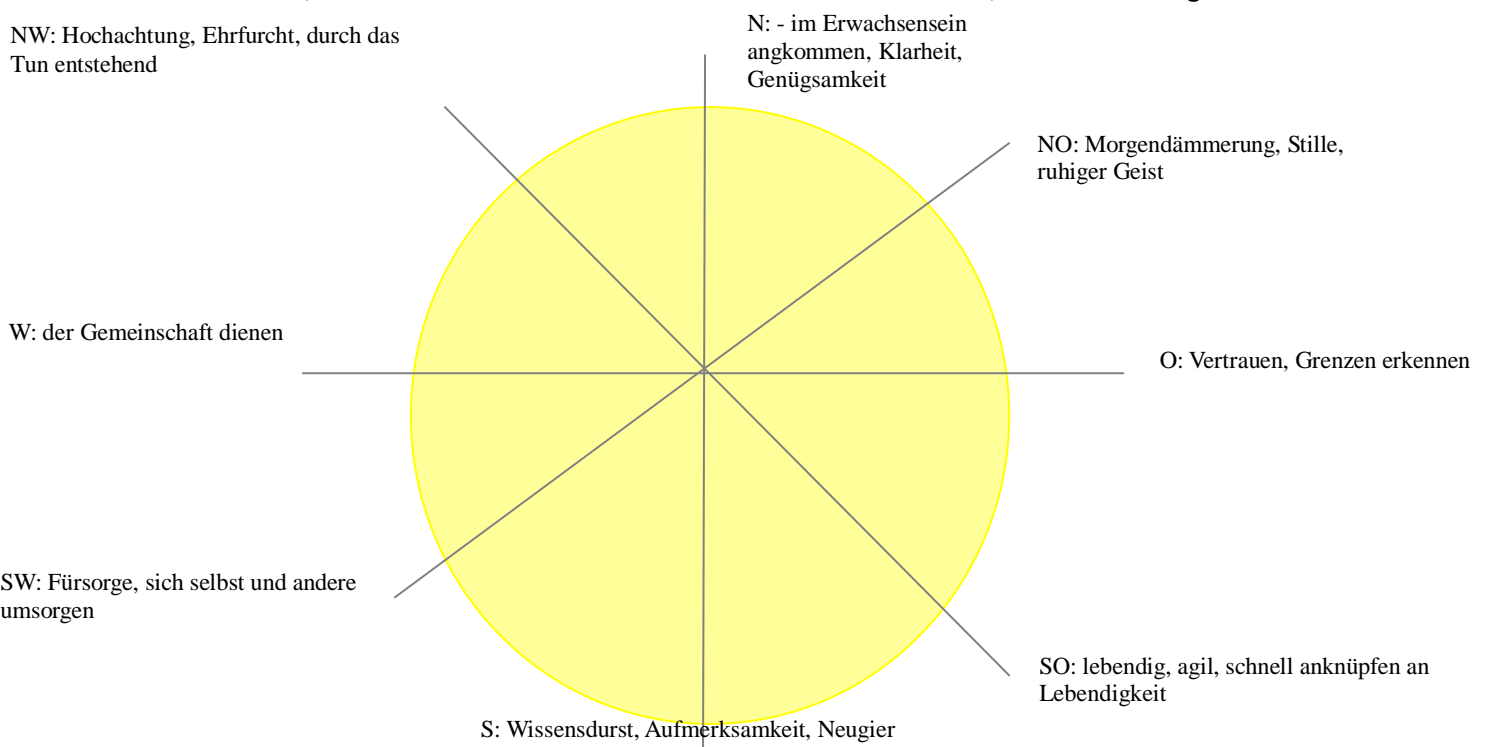 NW: Hochachtung, Ehrfurcht, durch das
Tun entstehend
N: - im Erwachsensein
angkommen, Klarheit,
Genügsamkeit
NO: Morgendämmerung, Stille,
ruhiger Geist
W: der Gemeinschaft dienen
O: Vertrauen, Grenzen erkennen
SW: Fürsorge, sich selbst und andere
umsorgen
SO: lebendig, agil, schnell anknüpfen an
Lebendigkeit
S: Wissensdurst, Aufmerksamkeit, Neugier